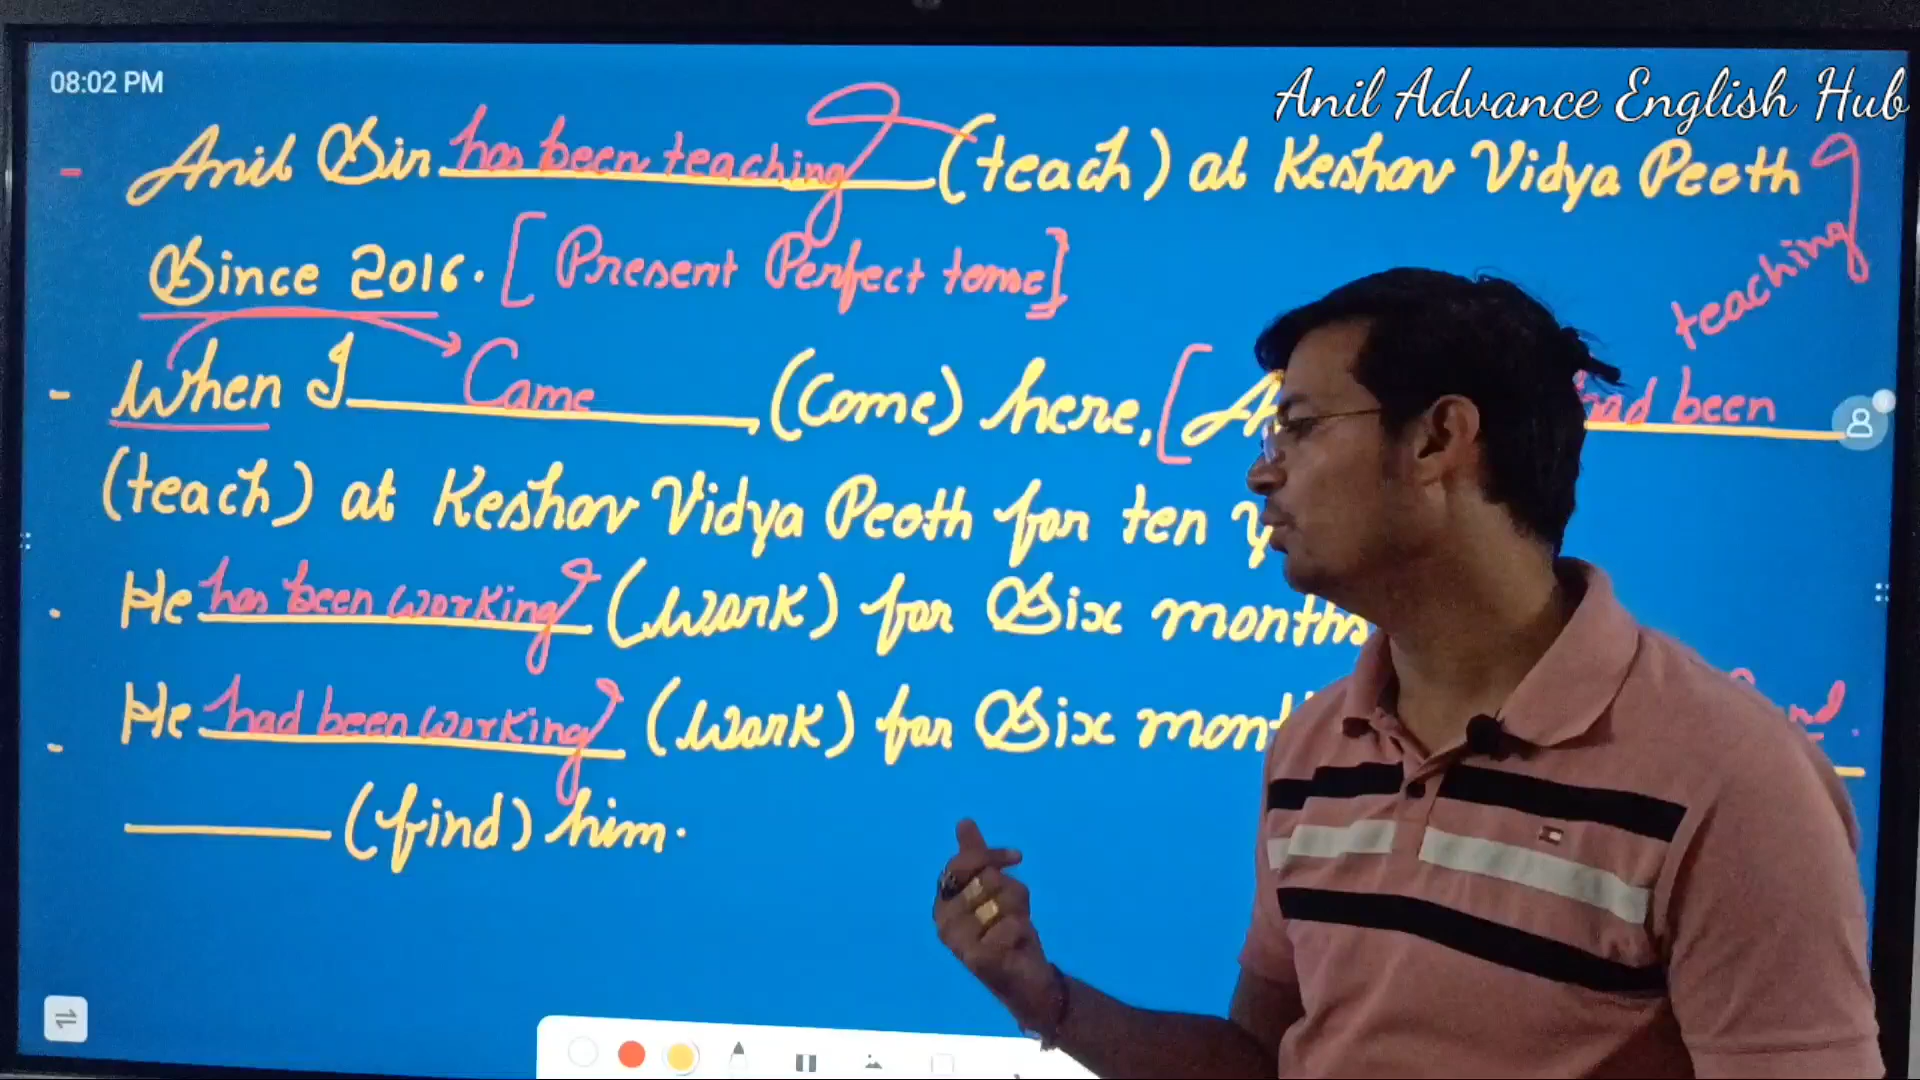 08:02 PM
Anil Advance English Hub
- Anil Sir has been teaching (teach) at Keshav Vidya Peeth
teaching
Since 2016. [Present Perfect tense]
- When I Came (Come) here, [ had been
(teach) at Keshav Vidya Peeth for ten
. He has been working (work) for Six months
- He had been working (work) for Six
(find) him.